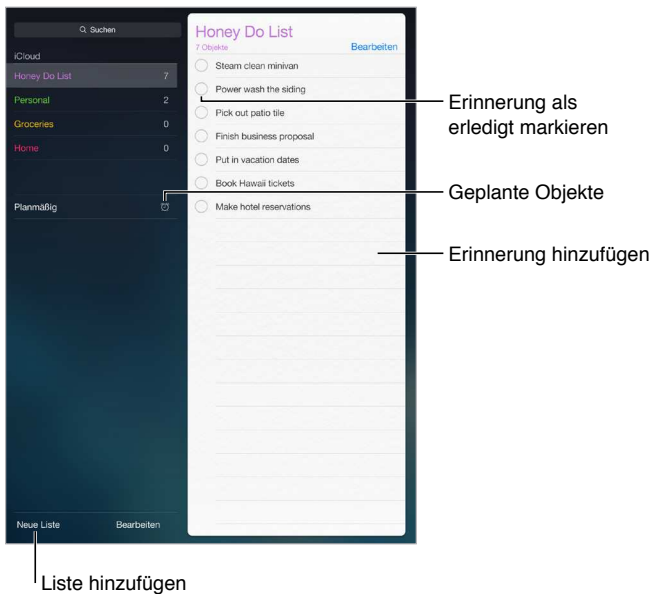 Suchen
iCloud
Honey Do List 7
Personal 2
Groceries 0
Home 0
Planmäßig
Neue Liste Bearbeiten
Honey Do List
7 Objekte Bearbeiten
Steam clean minivan
Power wash the siding
Pick out patio tile
Finish business proposal
Put in vacation dates
Book Hawaii tickets
Make hotel reservations
Erinnerung als
erledigt markieren
Geplante Objekte
Erinnerung hinzufügen
Liste hinzufügen